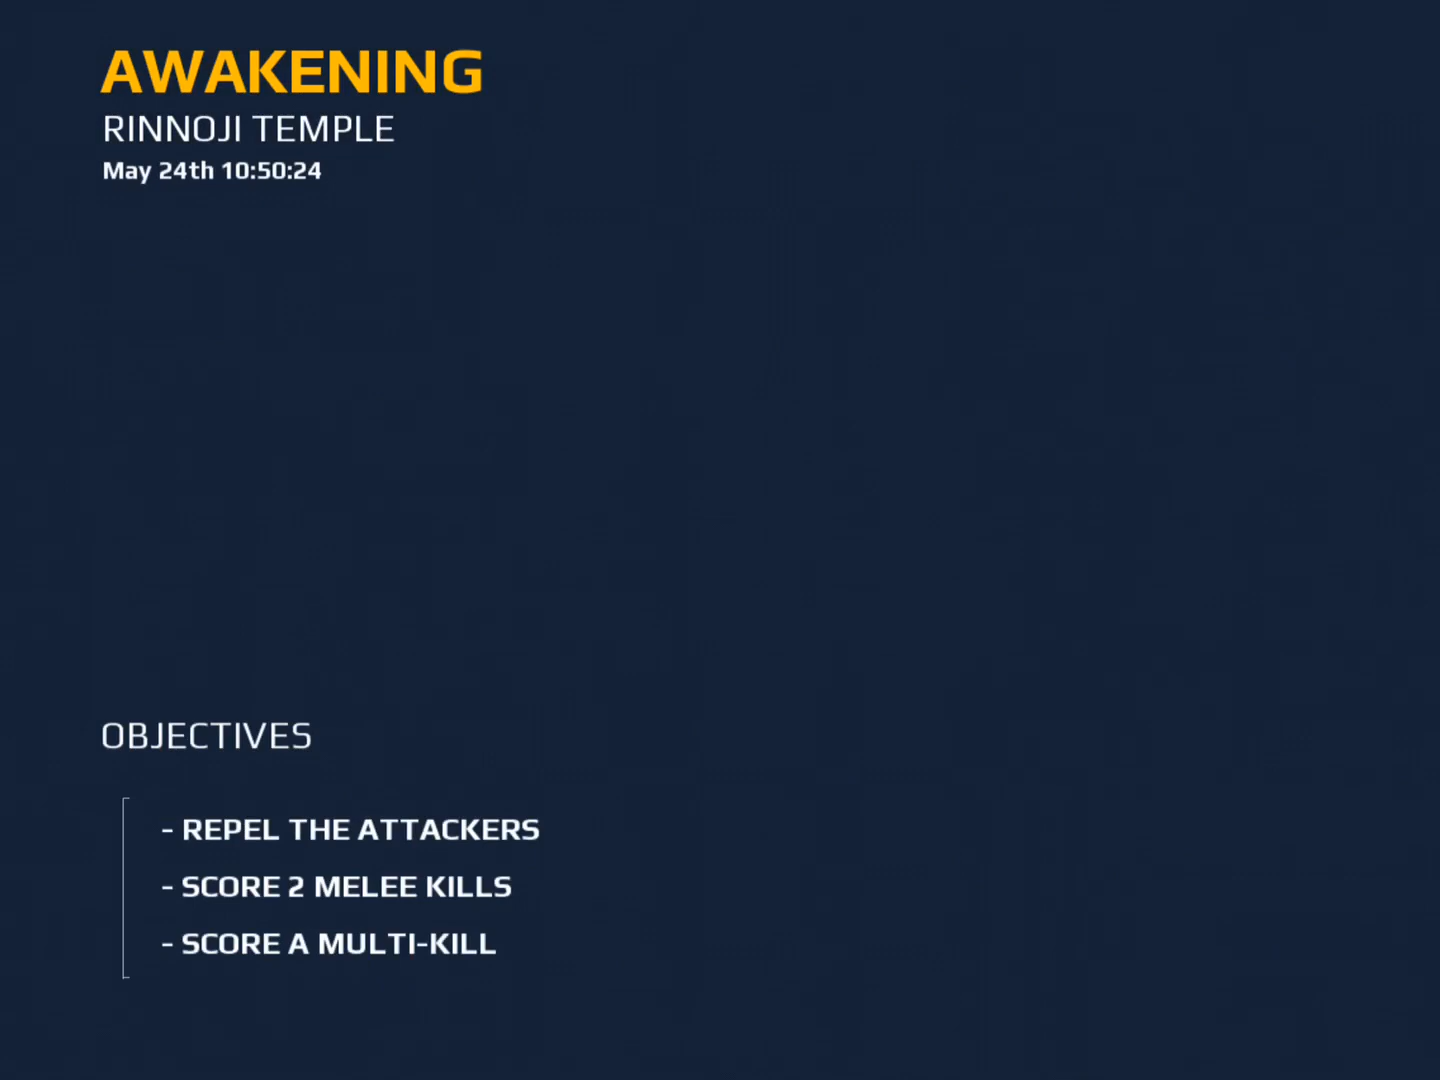 AWAKENING
RINNOJI TEMPLE
May 24th 10:50:24
OBJECTIVES
- REPEL THE ATTACKERS
- SCORE 2 MELEE KILLS
- SCORE A MULTI-KILL